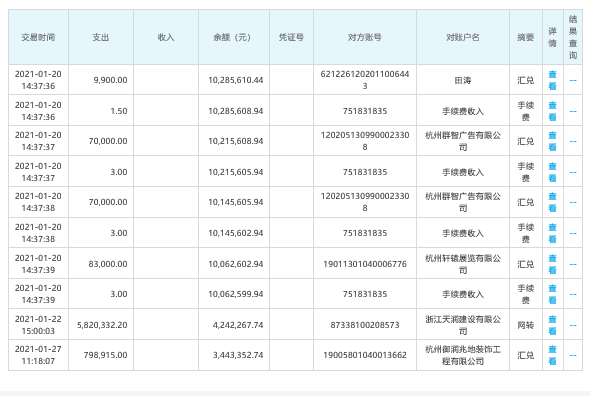 交易时间 支出 收入 余额（元） 凭证号 对方账号 对账户名 摘要 详情 结果查询
2021-01-20 14:37:36 9,900.00 10,285,610.44 6212261202011006443 田涛 汇兑 查看 --
2021-01-20 14:37:36 1.50 10,285,608.94 751831835 手续费收入 手续费 查看 --
2021-01-20 14:37:37 70,000.00 10,215,608.94 1202051309900023308 杭州群智广告有限公司 汇兑 查看 --
2021-01-20 14:37:37 3.00 10,215,605.94 751831835 手续费收入 手续费 查看 --
2021-01-20 14:37:38 70,000.00 10,145,605.94 1202051309900023308 杭州群智广告有限公司 汇兑 查看 --
2021-01-20 14:37:38 3.00 10,145,602.94 751831835 手续费收入 手续费 查看 --
2021-01-20 14:37:39 83,000.00 10,062,602.94 19011301040006776 杭州轩辕展览有限公司 汇兑 查看 --
2021-01-20 14:37:39 3.00 10,062,599.94 751831835 手续费收入 手续费 查看 --
2021-01-22 15:00:03 5,820,332.20 4,242,267.74 87338100208573 浙江天润建设有限公司 网转 查看 --
2021-01-27 11:18:07 798,915.00 3,443,352.74 19005801040013662 杭州御润兆地装饰工程有限公司 汇兑 查看 --